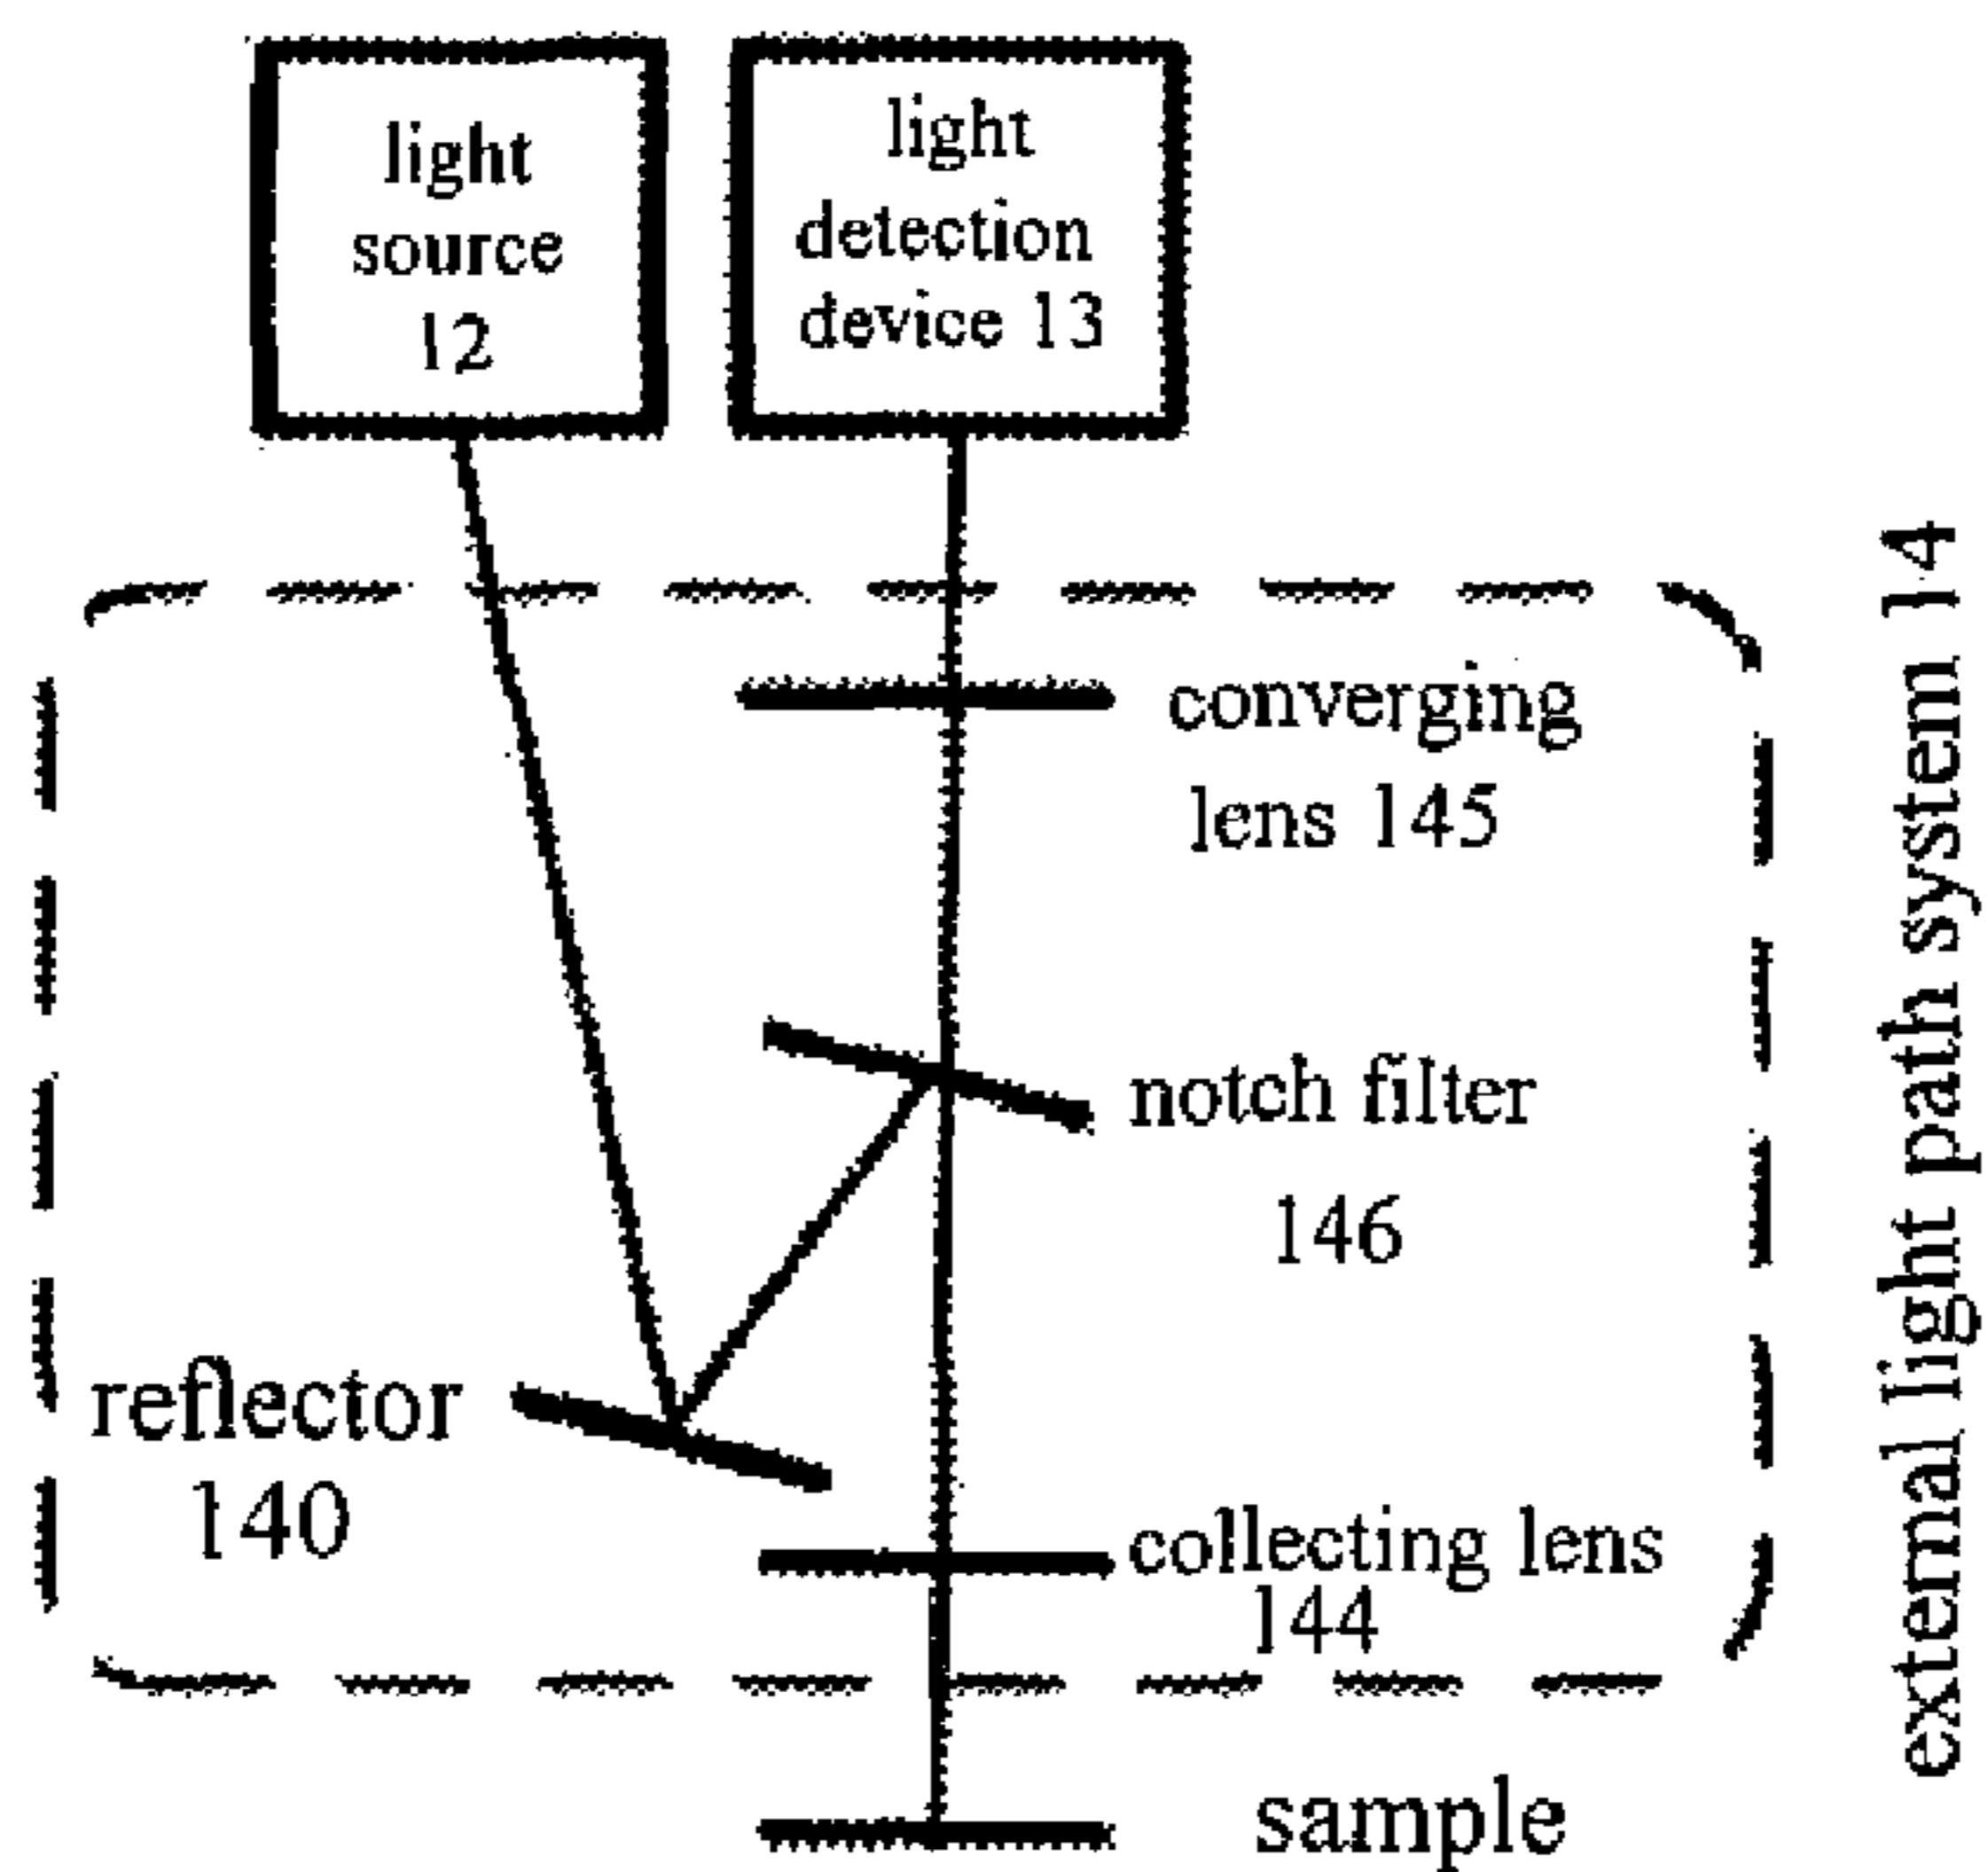 light
source
12
light
detection
device 13
converging
lens 145
notch filter
146
reflector
140
collecting lens
144
sample
external light path system 14